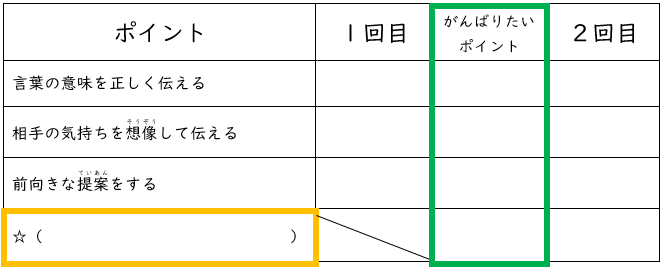 ポイント １回目 がんばりたい
ポイント ２回目
言葉の意味を正しく伝える
そうぞう
相手の気持ちを想像して伝える
ていあん
前向きな提案をする
☆（　　　　　　　　　　　　　　　）